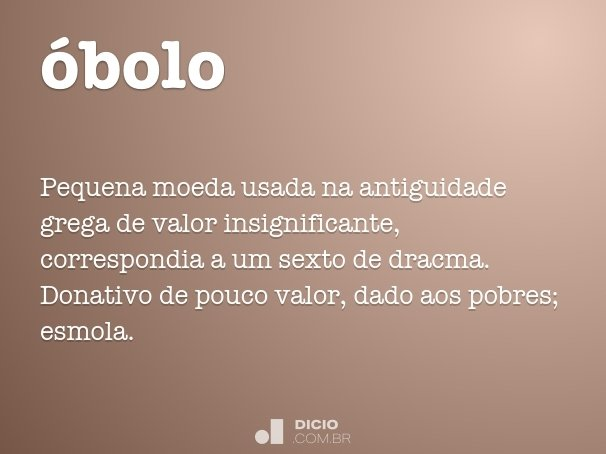 óbolo
Pequena moeda usada na antiguidade
grega de valor insignificante,
correspondia a um sexto de dracma.
Donativo de pouco valor, dado aos pobres;
esmola.
DICIO
.COM.BR